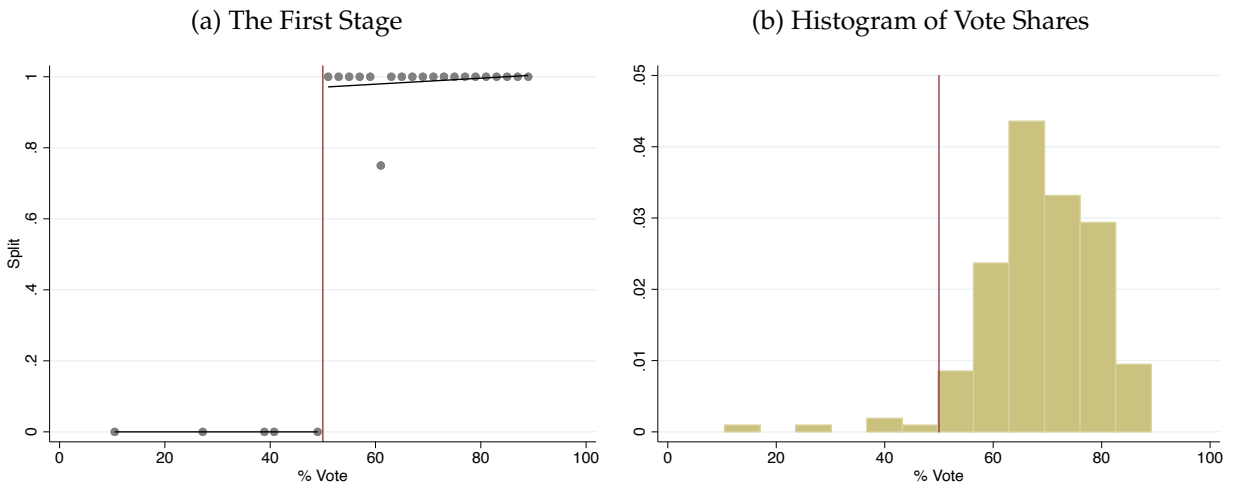 (a) The First Stage
1
.8
.6
.4
.2
0
Split
0 20 40 60 80 100
% Vote
(b) Histogram of Vote Shares
.05
.04
.03
.02
.01
0
0 20 40 60 80 100
% Vote